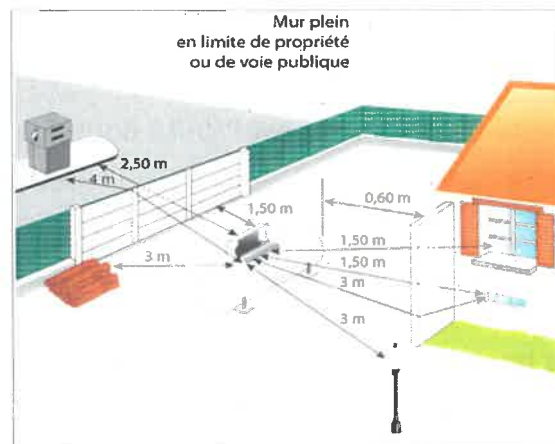 Mur plein
en limite de propriété
ou de voie publique
2,50 m
4 m
1,50 m
0,60 m
3 m
1,50 m
1,50 m
3 m
3 m